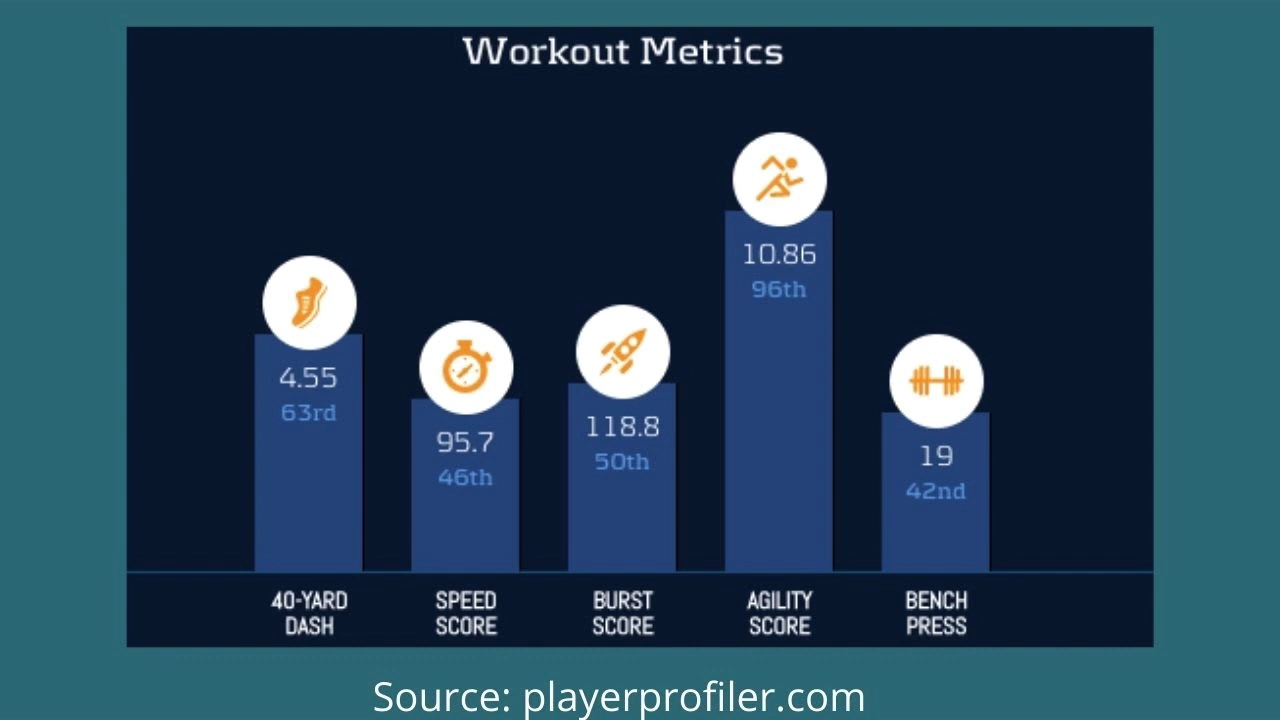 Workout Metrics
4.55
63rd
95.7
46th
118.8
50th
10.86
96th
19
42nd
40-YARD
DASH
SPEED
SCORE
BURST
SCORE
AGILITY
SCORE
BENCH
PRESS
Source: playerprofiler.com